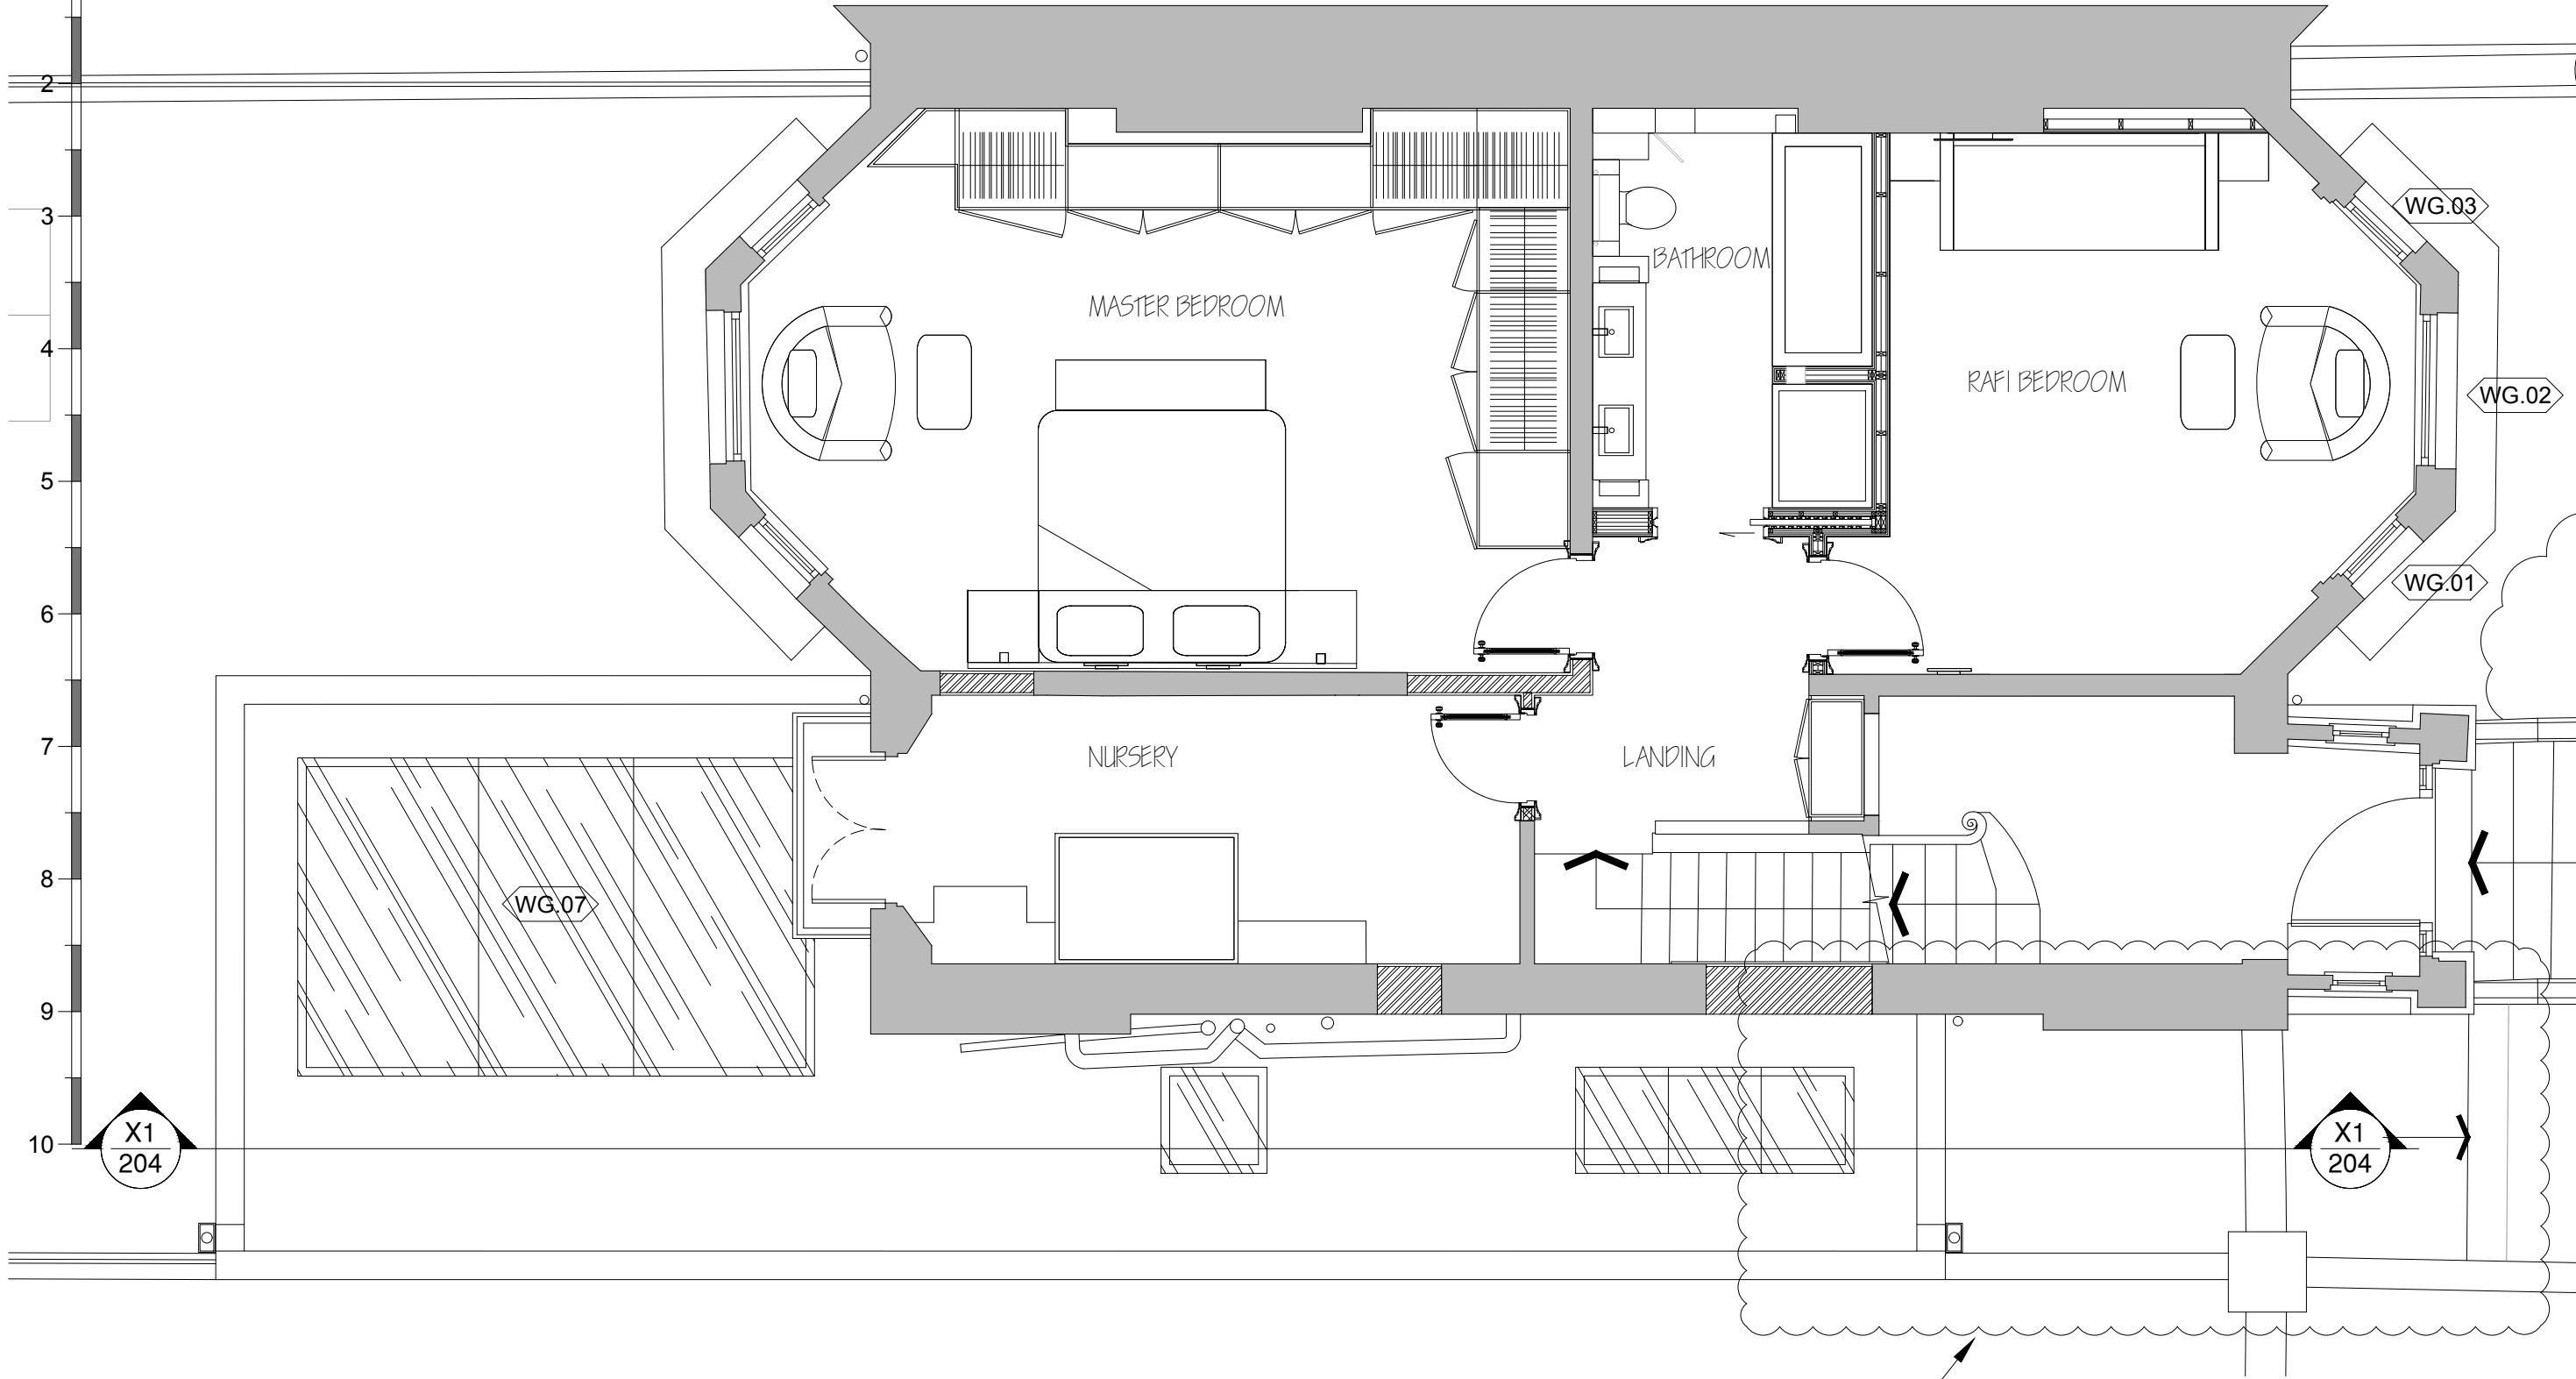 2
3
4
5
6
7
8
9
10
WG.03
BATHROOM
MASTER BEDROOM
RAFI BEDROOM
WG.02
WG.01
NURSERY
LANDING
WG.07
X1
204
X1
204